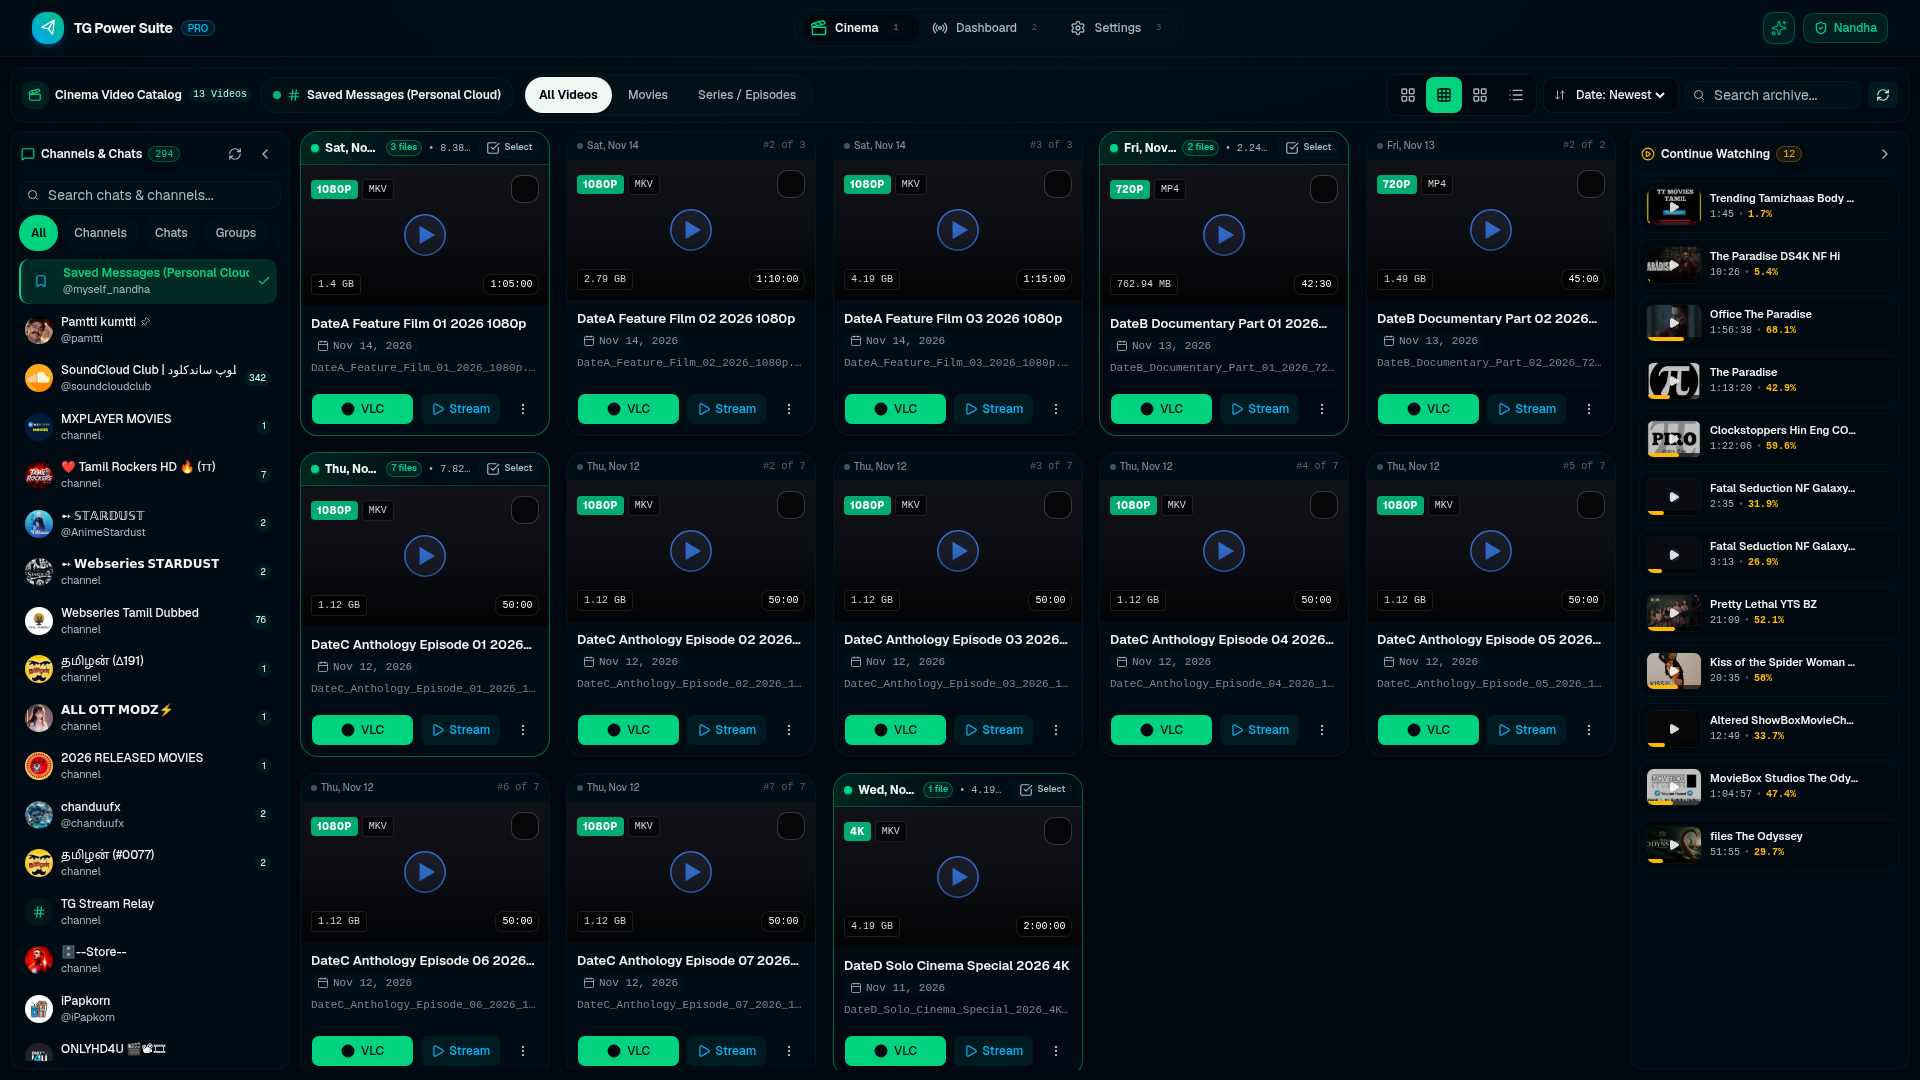 TG Power Suite PRO
Cinema 1 Dashboard 2 Settings 3
Nandha
Cinema Video Catalog 13 Videos
Saved Messages (Personal Cloud)
All Videos Movies Series / Episodes
Date: Newest
Search archive...
Channels & Chats 294
Search chats & channels...
All Channels Chats Groups
Saved Messages (Personal Cloud
@myself_nandha
Pamtti kumtti
@pamtti
SoundCloud Club | لوپ ساندکلود
@soundcloudclub
342
MXPLAYER MOVIES
channel
1
❤️ Tamil Rockers HD 🔥 (тт)
channel
7
➻ 𝕊𝕋𝔸ℝ𝔻𝕌𝕊𝕋
@AnimeStardust
2
➻ 𝗪𝗲𝗯𝘀𝗲𝗿𝗶𝗲𝘀 𝗦𝗧𝗔𝗥𝗗𝗨𝗦𝗧
channel
2
Webseries Tamil Dubbed
channel
76
தமிழன் (Δ191)
channel
1
𝗔𝗟𝗟 𝗢𝗧𝗧 𝗠𝗢𝗗𝗭⚡
channel
1
2026 RELEASED MOVIES
channel
1
chanduufx
@chanduufx
2
தமிழன் (#0077)
channel
2
TG Stream Relay
channel
🗄️--Store--
channel
iPapkorn
@iPapkorn
ONLYHD4U 🎬📽️🎞️
Sat, No... 3 files • 8.38... Select
1080P MKV
1.4 GB 1:05:00
DateA Feature Film 01 2026 1080p
Nov 14, 2026
DateA_Feature_Film_01_2026_1080p....
VLC Stream
Sat, Nov 14 #2 of 3
1080P MKV
2.79 GB 1:10:00
DateA Feature Film 02 2026 1080p
Nov 14, 2026
DateA_Feature_Film_02_2026_1080p....
VLC Stream
Sat, Nov 14 #3 of 3
1080P MKV
4.19 GB 1:15:00
DateA Feature Film 03 2026 1080p
Nov 14, 2026
DateA_Feature_Film_03_2026_1080p....
VLC Stream
Fri, Nov... 2 files • 2.24... Select
720P MP4
762.94 MB 42:30
DateB Documentary Part 01 2026...
Nov 13, 2026
DateB_Documentary_Part_01_2026_72...
VLC Stream
Fri, Nov 13 #2 of 2
720P MP4
1.49 GB 45:00
DateB Documentary Part 02 2026...
Nov 13, 2026
DateB_Documentary_Part_02_2026_72...
VLC Stream
Thu, No... 7 files • 7.82... Select
1080P MKV
1.12 GB 50:00
DateC Anthology Episode 01 2026...
Nov 12, 2026
DateC_Anthology_Episode_01_2026_1...
VLC Stream
Thu, Nov 12 #2 of 7
1080P MKV
1.12 GB 50:00
DateC Anthology Episode 02 2026...
Nov 12, 2026
DateC_Anthology_Episode_02_2026_1...
VLC Stream
Thu, Nov 12 #3 of 7
1080P MKV
1.12 GB 50:00
DateC Anthology Episode 03 2026...
Nov 12, 2026
DateC_Anthology_Episode_03_2026_1...
VLC Stream
Thu, Nov 12 #4 of 7
1080P MKV
1.12 GB 50:00
DateC Anthology Episode 04 2026...
Nov 12, 2026
DateC_Anthology_Episode_04_2026_1...
VLC Stream
Thu, Nov 12 #5 of 7
1080P MKV
1.12 GB 50:00
DateC Anthology Episode 05 2026...
Nov 12, 2026
DateC_Anthology_Episode_05_2026_1...
VLC Stream
Thu, Nov 12 #6 of 7
1080P MKV
1.12 GB 50:00
DateC Anthology Episode 06 2026...
Nov 12, 2026
DateC_Anthology_Episode_06_2026_1...
VLC Stream
Thu, Nov 12 #7 of 7
1080P MKV
1.12 GB 50:00
DateC Anthology Episode 07 2026...
Nov 12, 2026
DateC_Anthology_Episode_07_2026_1...
VLC Stream
Wed, No... 1 file • 4.19... Select
4K MKV
4.19 GB 2:00:00
DateD Solo Cinema Special 2026 4K
Nov 11, 2026
DateD_Solo_Cinema_Special_2026_4K...
VLC Stream
Continue Watching 12
TT MOVIES
TAMIL
Trending Tamizhaas Body ...
1:45 • 1.7%
The Paradise DS4K NF Hi
10:26 • 5.4%
Office The Paradise
1:56:38 • 68.1%
The Paradise
1:13:20 • 42.9%
Clockstoppers Hin Eng CO...
1:22:06 • 59.6%
Fatal Seduction NF Galaxy...
2:35 • 31.9%
Fatal Seduction NF Galaxy...
3:13 • 26.9%
Pretty Lethal YTS BZ
21:09 • 52.1%
Kiss of the Spider Woman ...
20:35 • 58%
Altered ShowBoxMovieCh...
12:49 • 33.7%
MovieBox Studios The Ody...
1:04:57 • 47.4%
files The Odyssey
51:55 • 29.7%